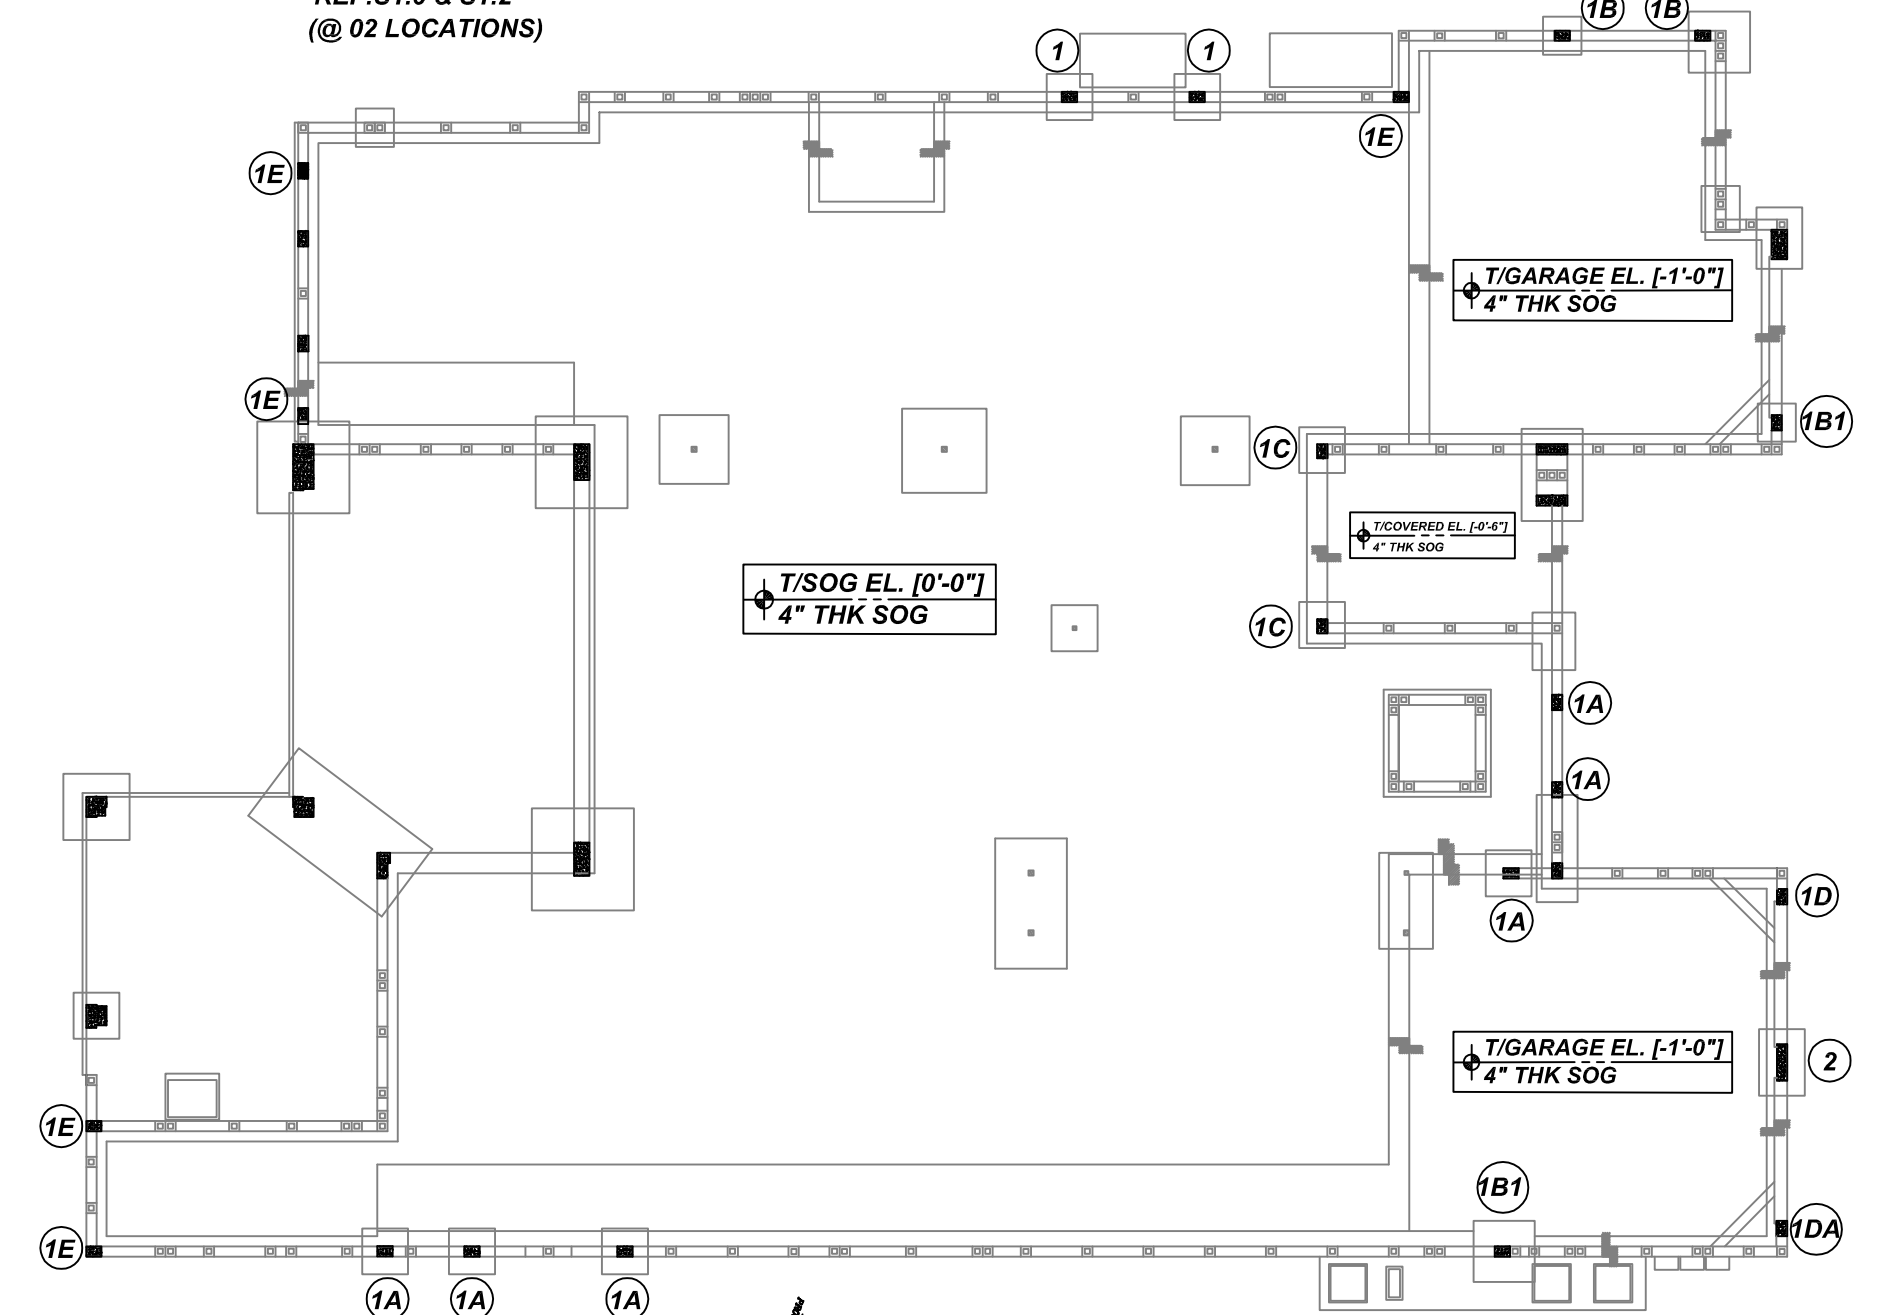 (@ 02 LOCATIONS)
1B
1B
1
1
1E
1E
T/GARAGE EL. [-1'-0"]
4" THK SOG
1E
1B1
1C
T/COVERED EL. [-0'-6"]
4" THK SOG
T/SOG EL. [0'-0"]
4" THK SOG
1C
1A
1A
1D
1A
T/GARAGE EL. [-1'-0"]
4" THK SOG
2
1E
1B1
1DA
1E
1A
1A
1A